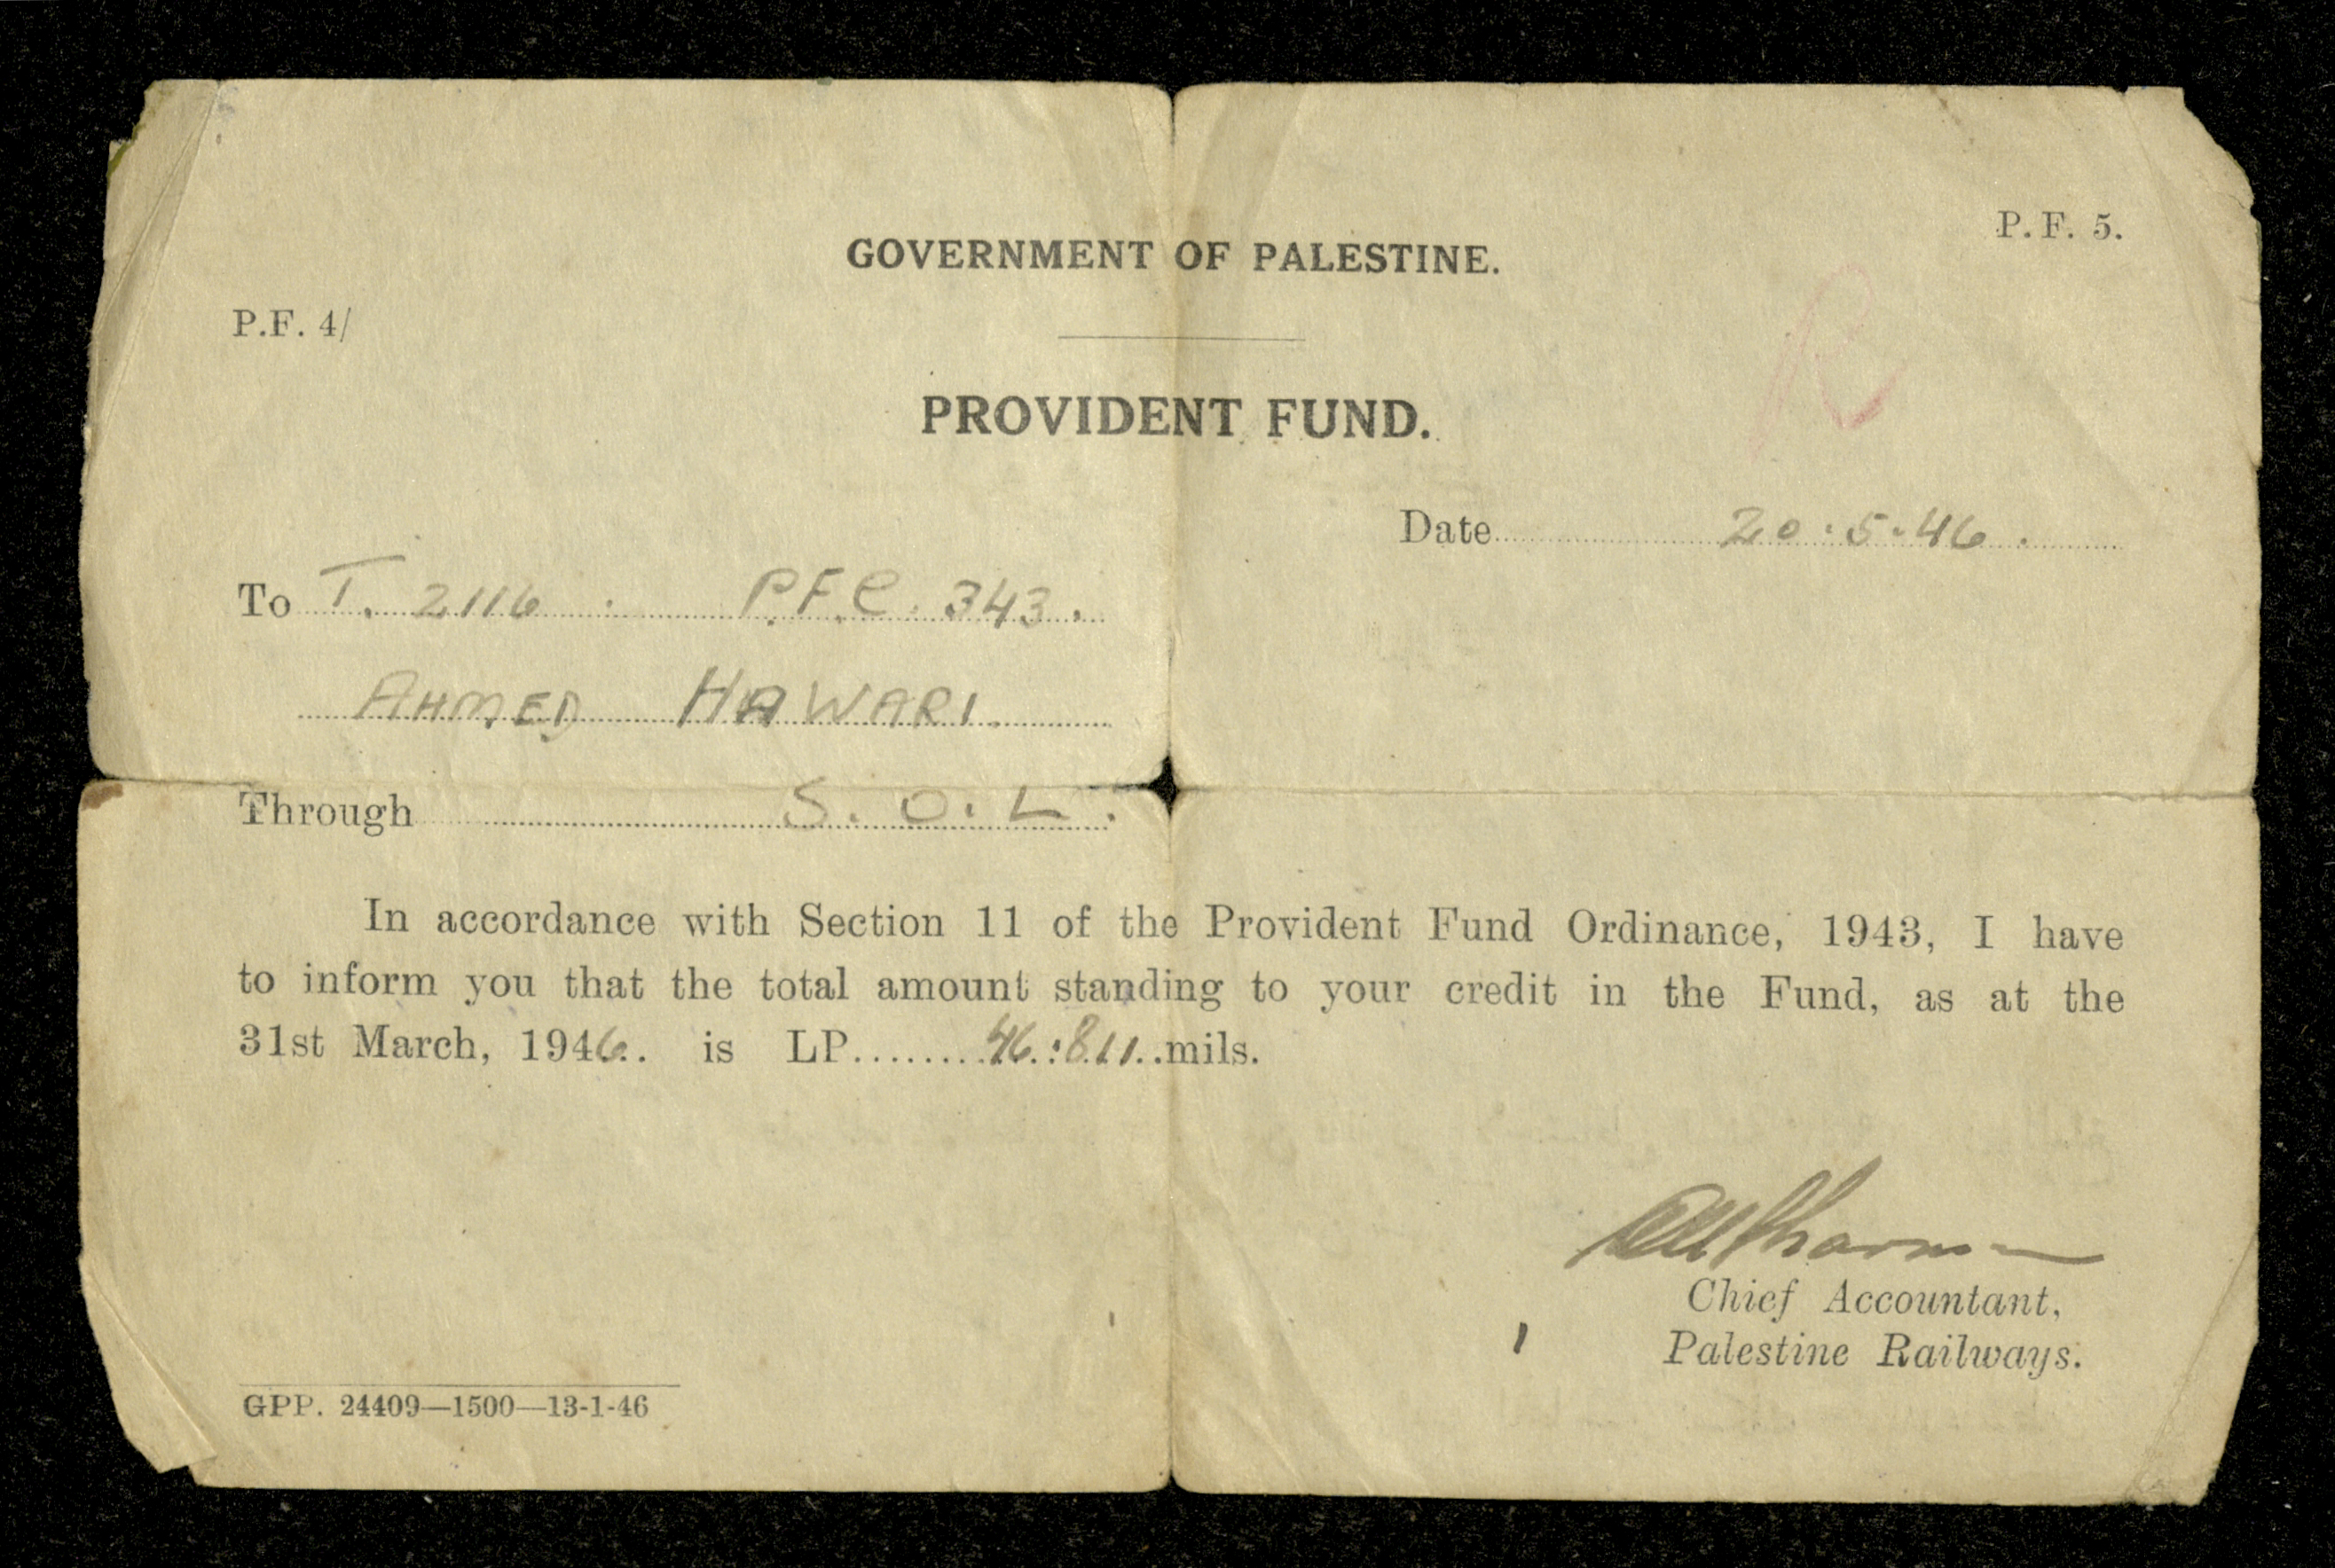 P. F. 5.
GOVERNMENT OF PALESTINE.
P.F. 4/
PROVIDENT FUND.
Date 20.5.46.
To T. 2116. PFC. 343.
AHMED HAWARI.
Through S. O. L.
In accordance with Section 11 of the Provident Fund Ordinance, 1943, I have
to inform you that the total amount standing to your credit in the Fund, as at the
31st March, 1946.. is LP........46.:811..mils.
Chief Accountant,
Palestine Railways.
GPP. 24409—1500—13-1-46